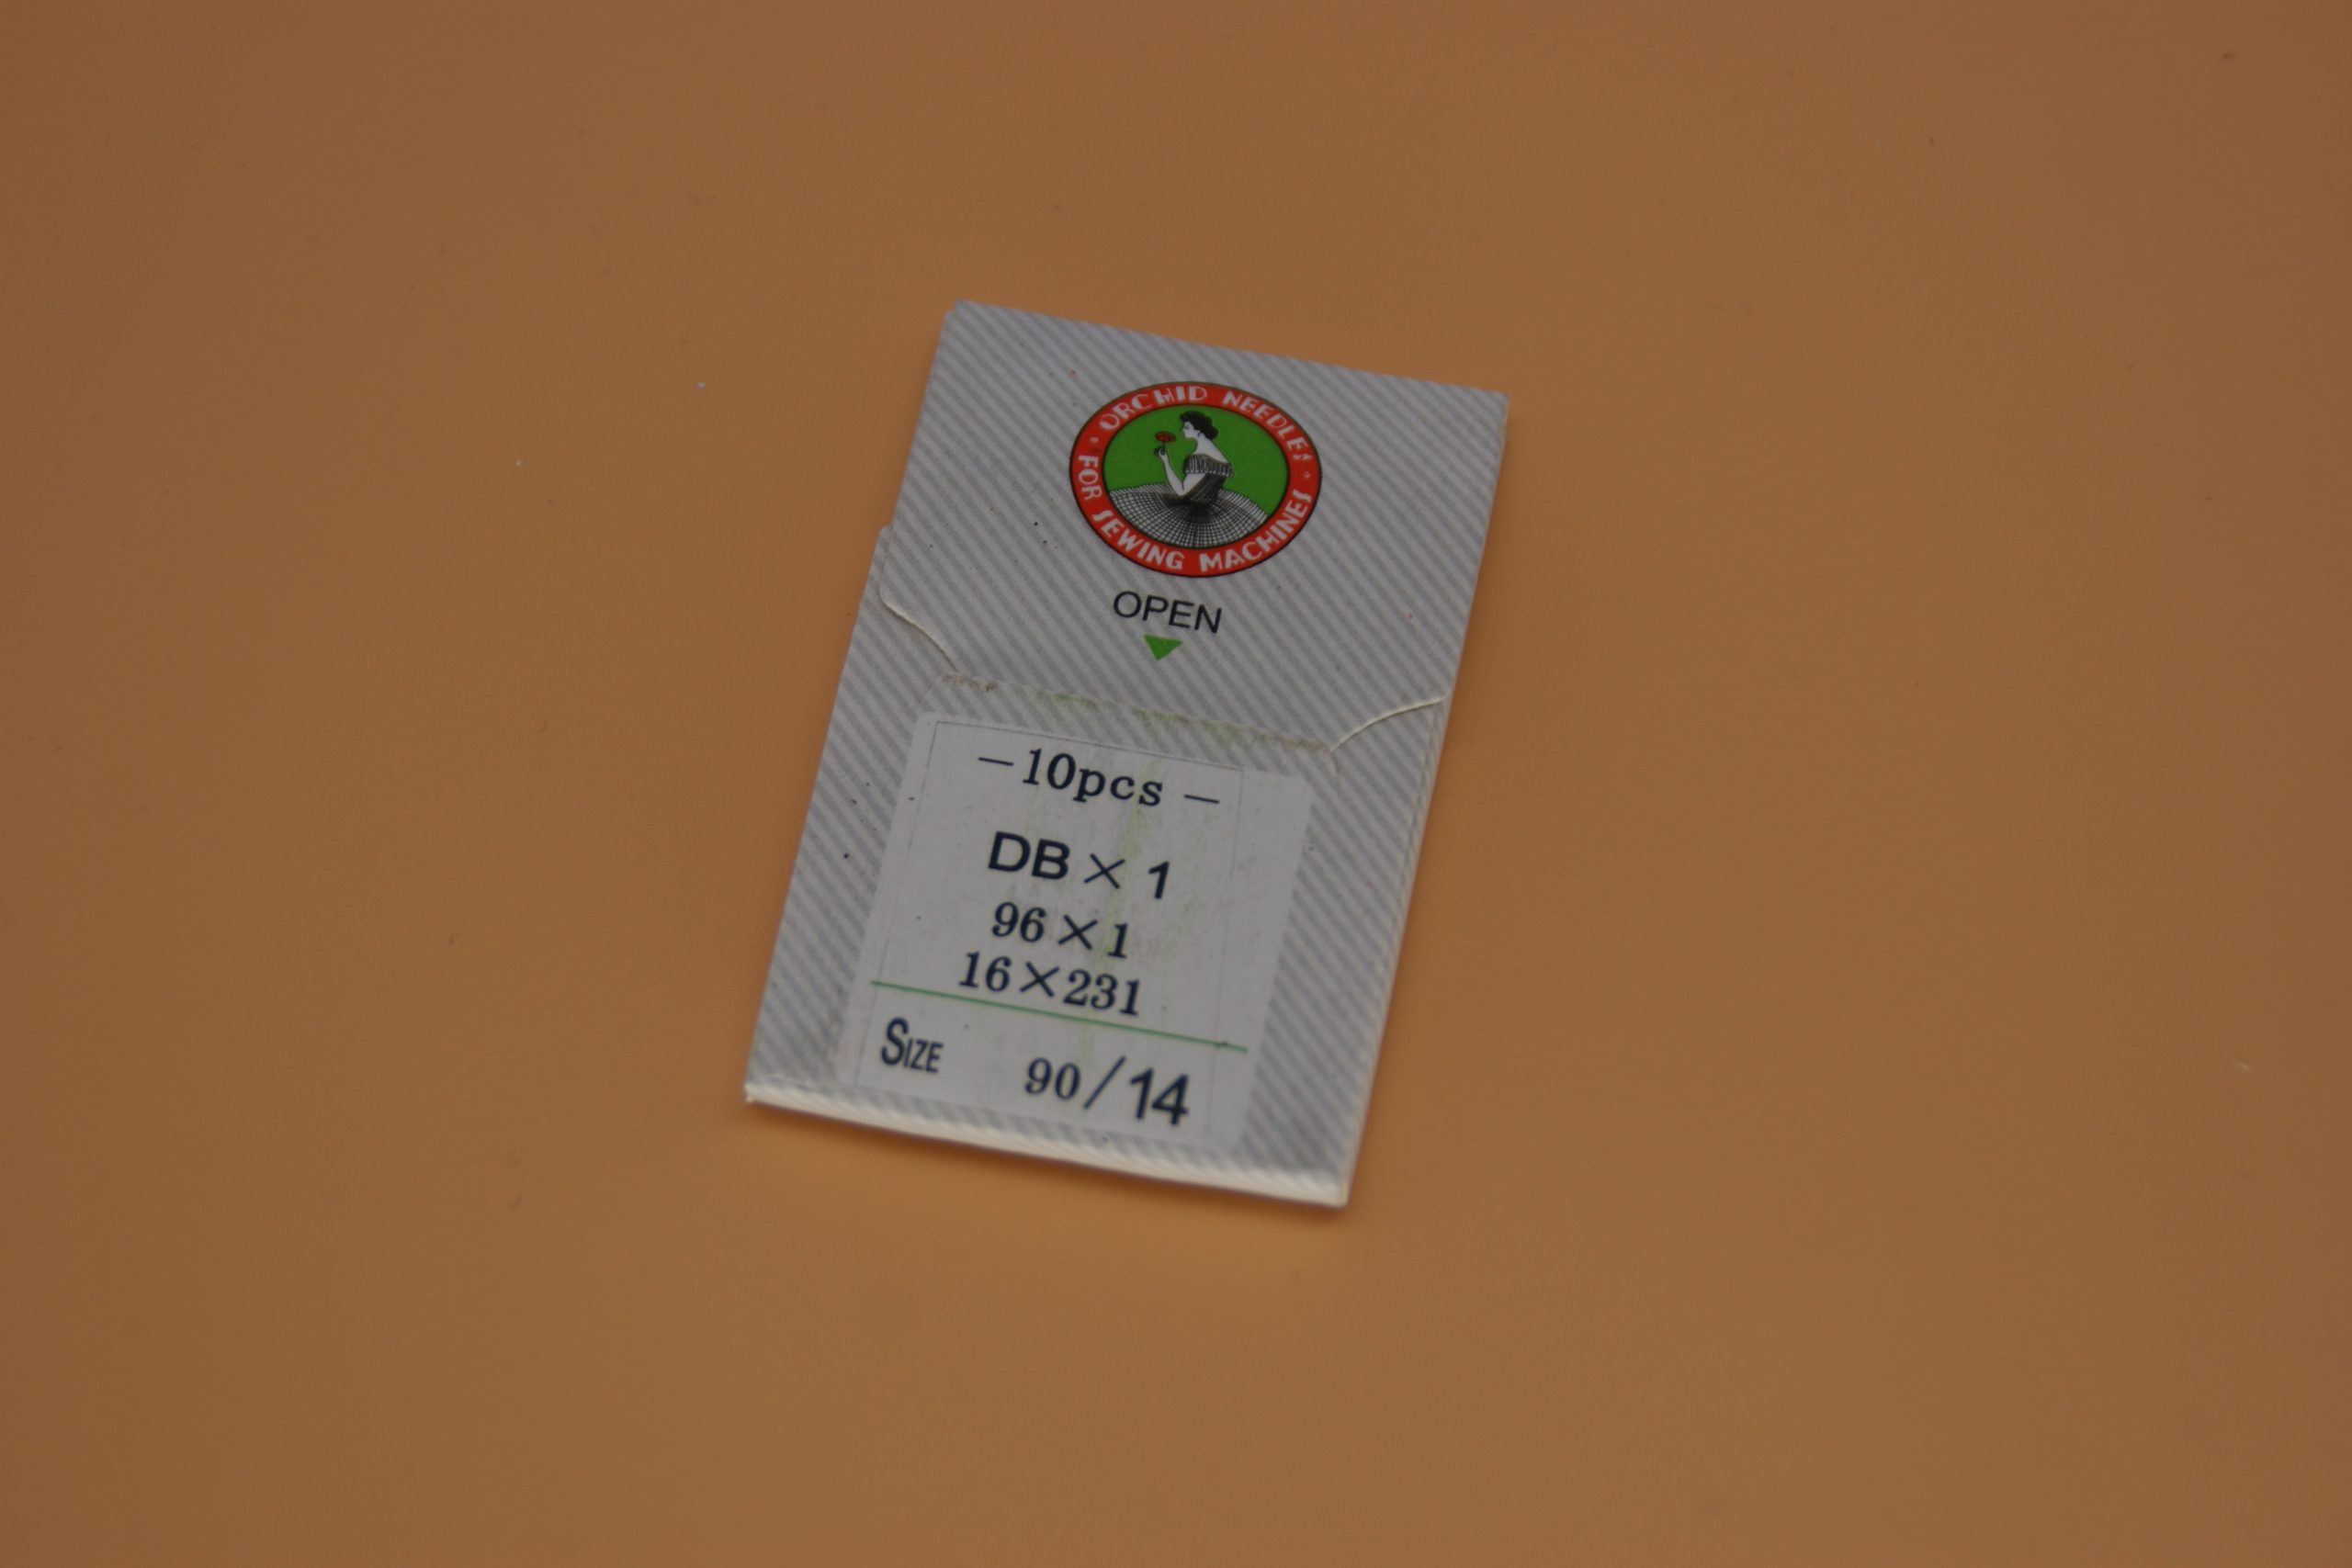 ORCHID NEEDLES
FOR SEWING MACHINES
OPEN
—10pcs—
DB×1
96×1
16×231
SIZE 90/14